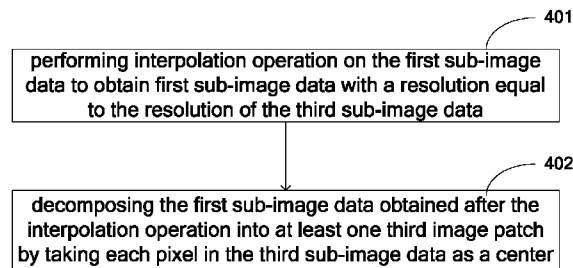 401
performing interpolation operation on the first sub-image
data to obtain first sub-image data with a resolution equal
to the resolution of the third sub-image data
402
decomposing the first sub-image data obtained after the
interpolation operation into at least one third image patch
by taking each pixel in the third sub-image data as a center